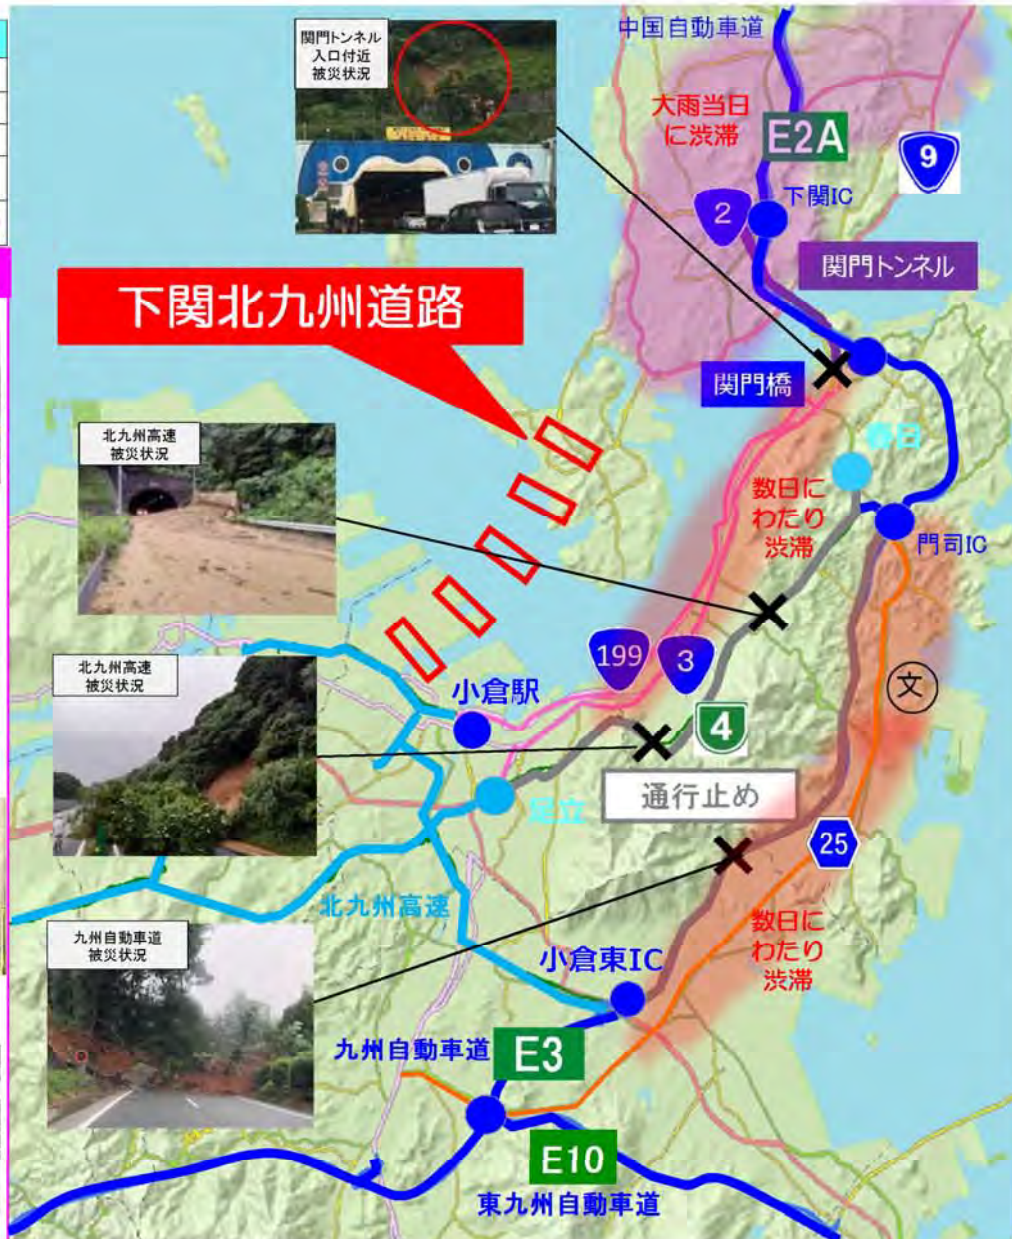 関門トンネル
入口付近
被災状況
中国自動車道
大雨当日
に渋滞
E2A
9
2
下関IC
関門トンネル
下関北九州道路
関門橋
北九州高速
被災状況
春日
数日に
わたり
渋滞
門司IC
199
3
文
北九州高速
被災状況
小倉駅
4
通行止め
足立
25
北九州高速
数日に
わたり
渋滞
九州自動車道
被災状況
小倉東IC
九州自動車道
E3
E10
東九州自動車道